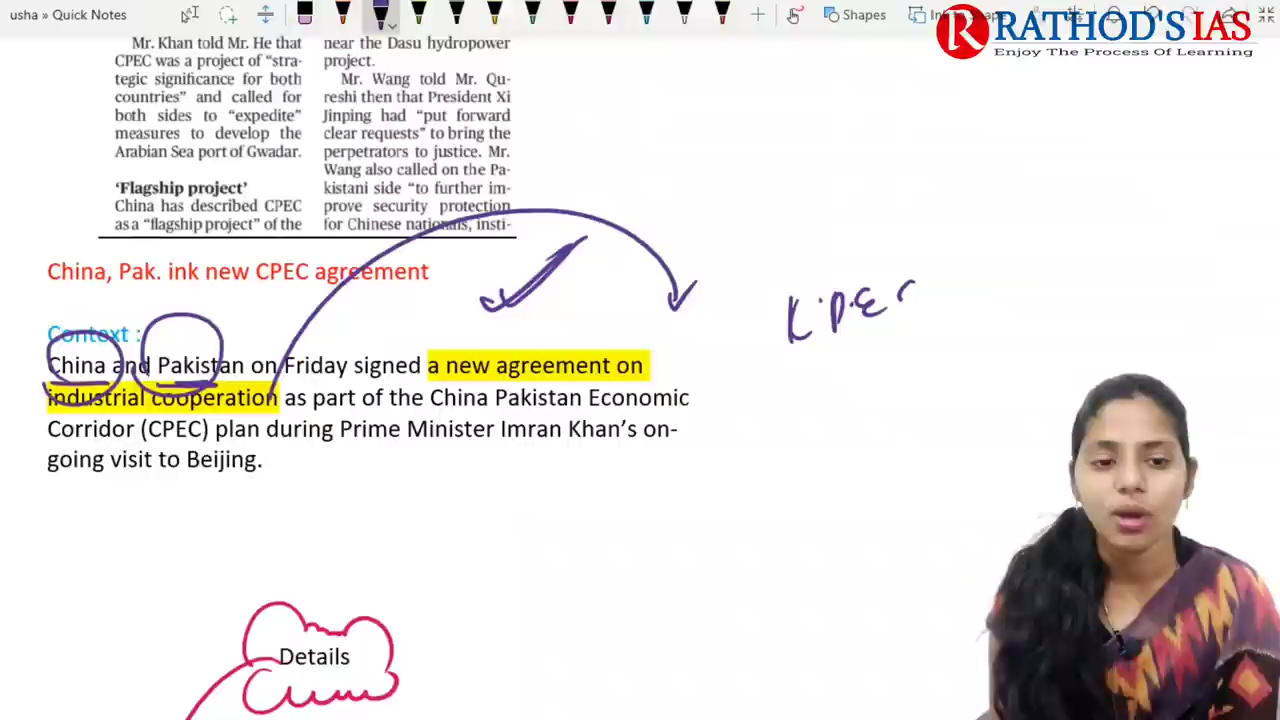 usha » Quick Notes
Shapes
RATHOD'S IAS
Enjoy The Process Of Learning
Mr. Khan told Mr. He that
CPEC was a project of “stra-
tegic significance for both
countries” and called for
both sides to “expedite”
measures to develop the
Arabian Sea port of Gwadar.
‘Flagship project’
China has described CPEC
as a “flagship project” of the
near the Dasu hydropower
project.
Mr. Wang told Mr. Qu-
reshi then that President Xi
Jinping had “put forward
clear requests” to bring the
perpetrators to justice. Mr.
Wang also called on the Pa-
kistani side “to further im-
prove security protection
for Chinese nationals, insti-
China, Pak. ink new CPEC agreement
Context :
China and Pakistan on Friday signed a new agreement on
industrial cooperation as part of the China Pakistan Economic
Corridor (CPEC) plan during Prime Minister Imran Khan’s on-
going visit to Beijing.
Details